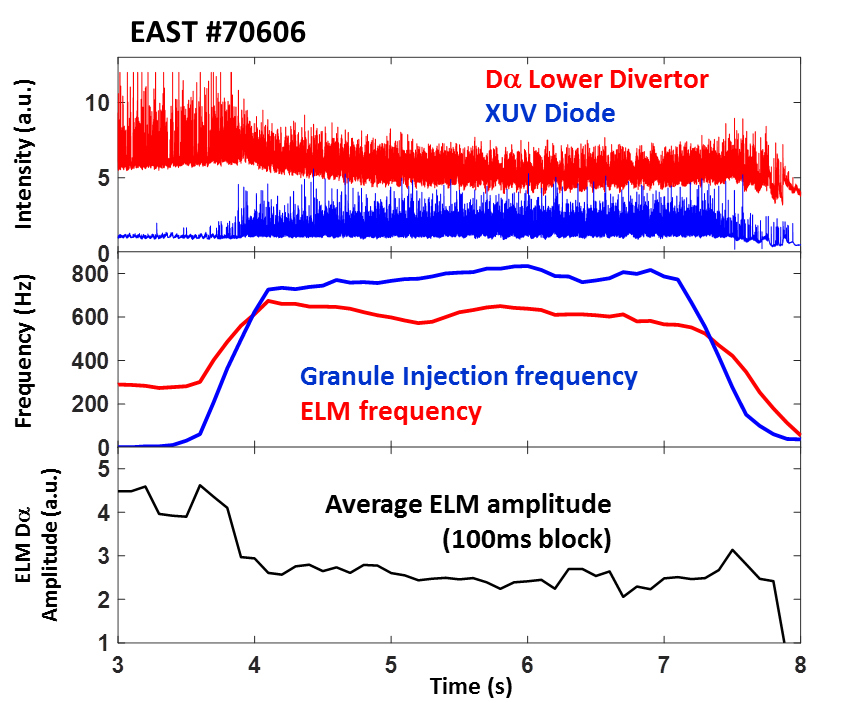 EAST #70606
Dα Lower Divertor
XUV Diode
Intensity (a.u.)
10
5
0
Granule Injection frequency
ELM frequency
Frequency (Hz)
800
600
400
200
0
Average ELM amplitude
(100ms block)
ELM Dα
Amplitude (a.u.)
5
4
3
2
1
3
4
5
6
7
8
Time (s)